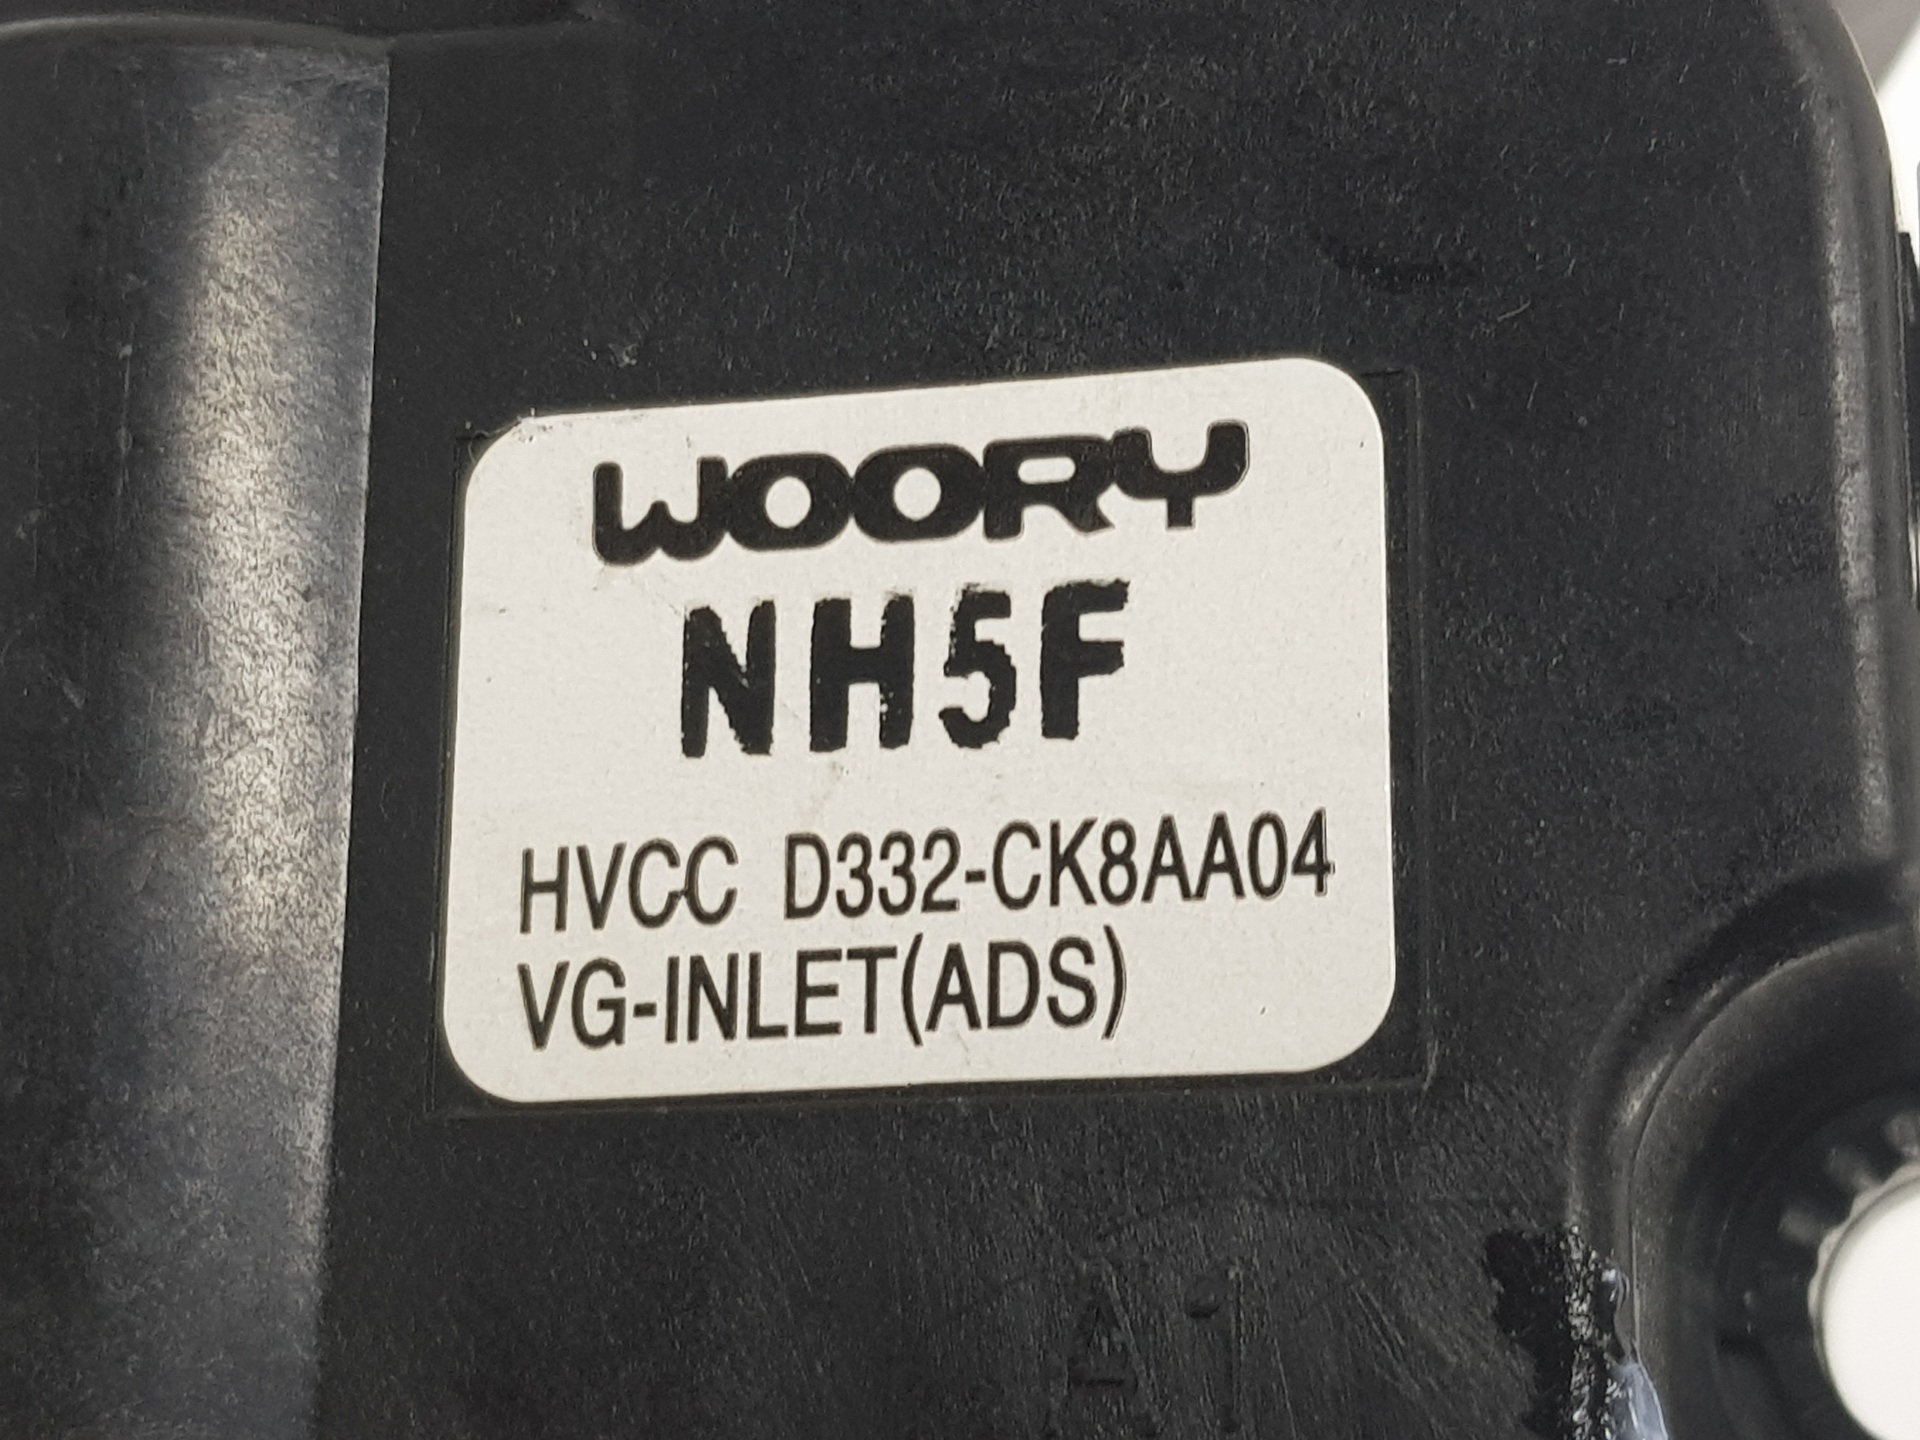 WOORY
NH5F
HVCC D332-CK8AA04
VG-INLET(ADS)